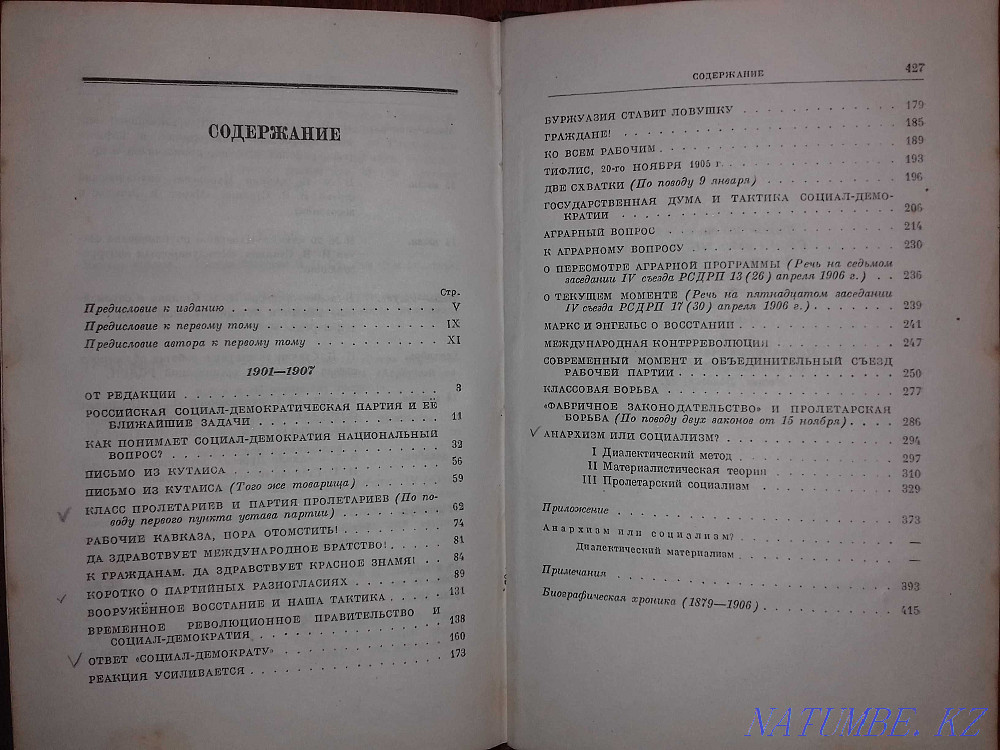 СОДЕРЖАНИЕ
Стр.
Предисловие к изданию . . . . . . . . . . . . . . . . . V
Предисловие к первому тому . . . . . . . . . . . . . . IX
Предисловие автора к первому тому . . . . . . . . . . XI
1901—1907
ОТ РЕДАКЦИИ . . . . . . . . . . . . . . . . . . . . . 3
РОССИЙСКАЯ СОЦИАЛ-ДЕМОКРАТИЧЕСКАЯ ПАРТИЯ И ЕЁ
БЛИЖАЙШИЕ ЗАДАЧИ . . . . . . . . . . . . . . . . 11
КАК ПОНИМАЕТ СОЦИАЛ-ДЕМОКРАТИЯ НАЦИОНАЛЬНЫЙ
ВОПРОС? . . . . . . . . . . . . . . . . . . . . . 32
ПИСЬМО ИЗ КУТАИСА . . . . . . . . . . . . . . . . . 56
ПИСЬМО ИЗ КУТАИСА (Того же товарища) . . . . . . . 59
КЛАСС ПРОЛЕТАРИЕВ И ПАРТИЯ ПРОЛЕТАРИЕВ (По по-
воду первого пункта устава партии) . . . . . . . . . 62
РАБОЧИЕ КАВКАЗА, ПОРА ОТОМСТИТЬ! . . . . . . . . . 74
ДА ЗДРАВСТВУЕТ МЕЖДУНАРОДНОЕ БРАТСТВО! . . . . . 81
К ГРАЖДАНАМ. ДА ЗДРАВСТВУЕТ КРАСНОЕ ЗНАМЯ! . . 84
КОРОТКО О ПАРТИЙНЫХ РАЗНОГЛАСИЯХ . . . . . . . . 89
ВООРУЖЁННОЕ ВОССТАНИЕ И НАША ТАКТИКА . . . . . 131
ВРЕМЕННОЕ РЕВОЛЮЦИОННОЕ ПРАВИТЕЛЬСТВО И
СОЦИАЛ-ДЕМОКРАТИЯ . . . . . . . . . . . . . . . 138
ОТВЕТ «СОЦИАЛ-ДЕМОКРАТУ» . . . . . . . . . . . . . 160
РЕАКЦИЯ УСИЛИВАЕТСЯ . . . . . . . . . . . . . . . . 173
СОДЕРЖАНИЕ 427
БУРЖУАЗИЯ СТАВИТ ЛОВУШКУ . . . . . . . . . . . . . 179
ГРАЖДАНЕ! . . . . . . . . . . . . . . . . . . . . . . 185
КО ВСЕМ РАБОЧИМ . . . . . . . . . . . . . . . . . . 189
ТИФЛИС, 20-го НОЯБРЯ 1905 г. . . . . . . . . . . . . . 193
ДВЕ СХВАТКИ (По поводу 9 января) . . . . . . . . . . 196
ГОСУДАРСТВЕННАЯ ДУМА И ТАКТИКА СОЦИАЛ-ДЕМО-
КРАТИИ . . . . . . . . . . . . . . . . . . . . . 206
АГРАРНЫЙ ВОПРОС . . . . . . . . . . . . . . . . . . 214
К АГРАРНОМУ ВОПРОСУ . . . . . . . . . . . . . . . . 230
О ПЕРЕСМОТРЕ АГРАРНОЙ ПРОГРАММЫ (Речь на седьмом
заседании IV съезда РСДРП 13 (26) апреля 1906 г.) . . 236
О ТЕКУЩЕМ МОМЕНТЕ (Речь на пятнадцатом заседании
IV съезда РСДРП 17 (30) апреля 1906 г.) . . . . . . . 239
МАРКС И ЭНГЕЛЬС О ВОССТАНИИ . . . . . . . . . . . . 241
МЕЖДУНАРОДНАЯ КОНТРРЕВОЛЮЦИЯ . . . . . . . . . . 247
СОВРЕМЕННЫЙ МОМЕНТ И ОБЪЕДИНИТЕЛЬНЫЙ СЪЕЗД
РАБОЧЕЙ ПАРТИИ . . . . . . . . . . . . . . . . . 250
КЛАССОВАЯ БОРЬБА . . . . . . . . . . . . . . . . . . 277
«ФАБРИЧНОЕ ЗАКОНОДАТЕЛЬСТВО» И ПРОЛЕТАРСКАЯ
БОРЬБА (По поводу двух законов от 15 ноября) . . . . 286
АНАРХИЗМ ИЛИ СОЦИАЛИЗМ? . . . . . . . . . . . . . 294
I Диалектический метод . . . . . . . . . . . . . 297
II Материалистическая теория . . . . . . . . . . 310
III Пролетарский социализм . . . . . . . . . . . 329
Приложение . . . . . . . . . . . . . . . . . . . . . 373
Анархизм или социализм? . . . . . . . . . . . . . . —
Диалектический материализм . . . . . . . . . . . —
Примечания . . . . . . . . . . . . . . . . . . . . . 393
Биографическая хроника (1879—1906) . . . . . . . . . 415
NATUMBE.KZ